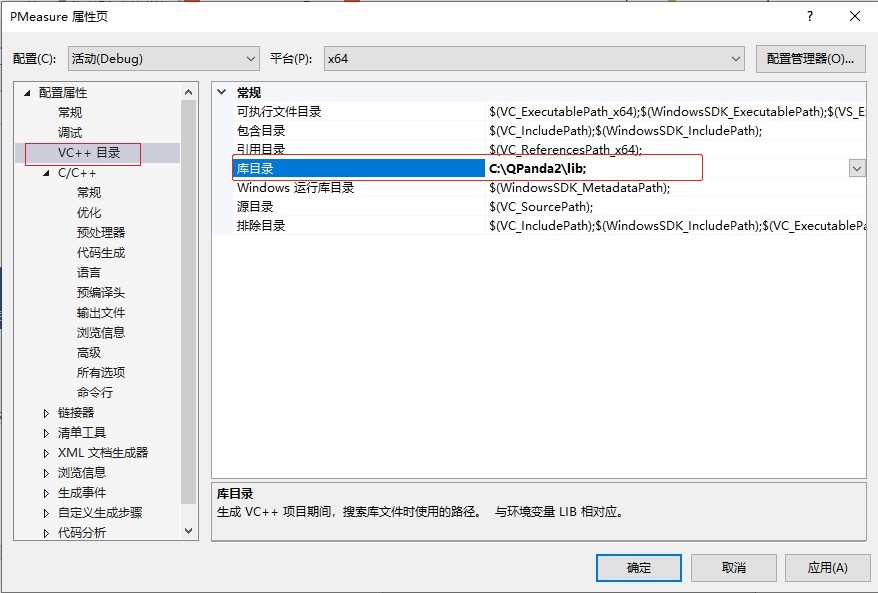 PMeasure 属性页
配置(C): 活动(Debug) 平台(P): x64 配置管理器(O)...
配置属性
常规
调试
VC++ 目录
C/C++
常规
优化
预处理器
代码生成
语言
预编译头
输出文件
浏览信息
高级
所有选项
命令行
链接器
清单工具
XML 文档生成器
浏览信息
生成事件
自定义生成步骤
代码分析
常规
可执行文件目录 $(VC_ExecutablePath_x64);$(WindowsSDK_ExecutablePath);$(VS_E
包含目录 $(VC_IncludePath);$(WindowsSDK_IncludePath);
引用目录 $(VC_ReferencesPath_x64);
库目录 C:\QPanda2\lib;
Windows 运行库目录 $(WindowsSDK_MetadataPath);
源目录 $(VC_SourcePath);
排除目录 $(VC_IncludePath);$(WindowsSDK_IncludePath);$(VC_ExecutablePa
库目录
生成 VC++ 项目期间，搜索库文件时使用的路径。 与环境变量 LIB 相对应。
确定 取消 应用(A)